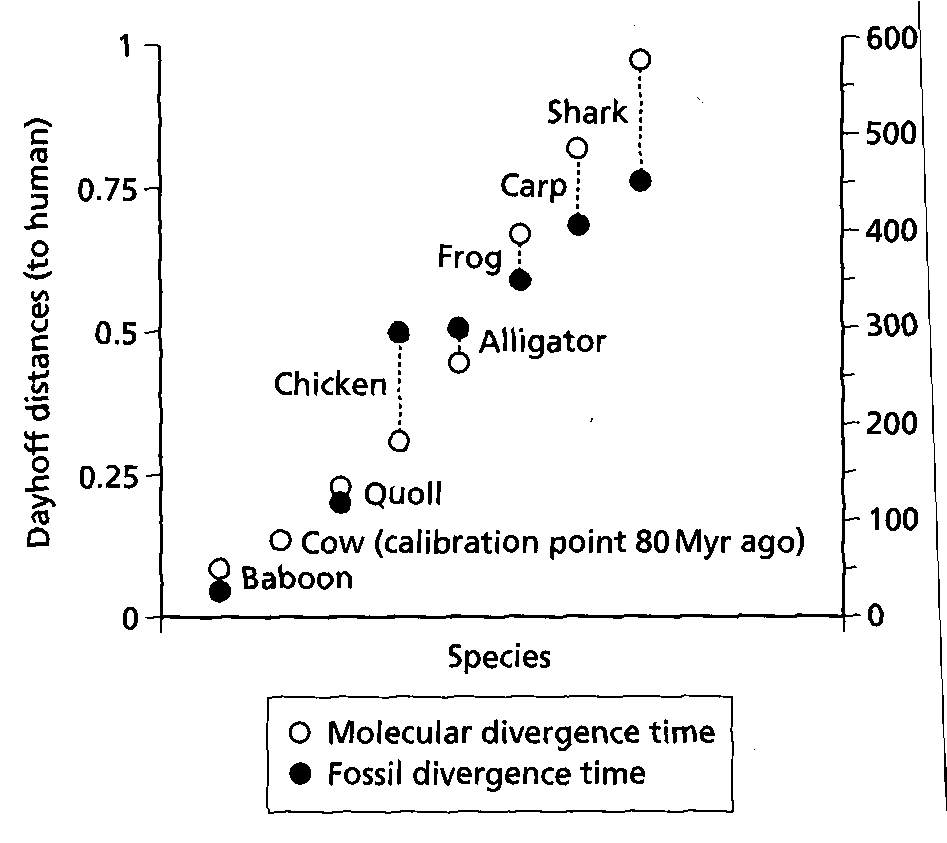 1
0.75
0.5
0.25
0
Dayhoff distances (to human)
600
500
400
300
200
100
0
Shark
Carp
Frog
Alligator
Chicken
Quoll
Cow (calibration point 80 Myr ago)
Baboon
Species
Molecular divergence time
Fossil divergence time